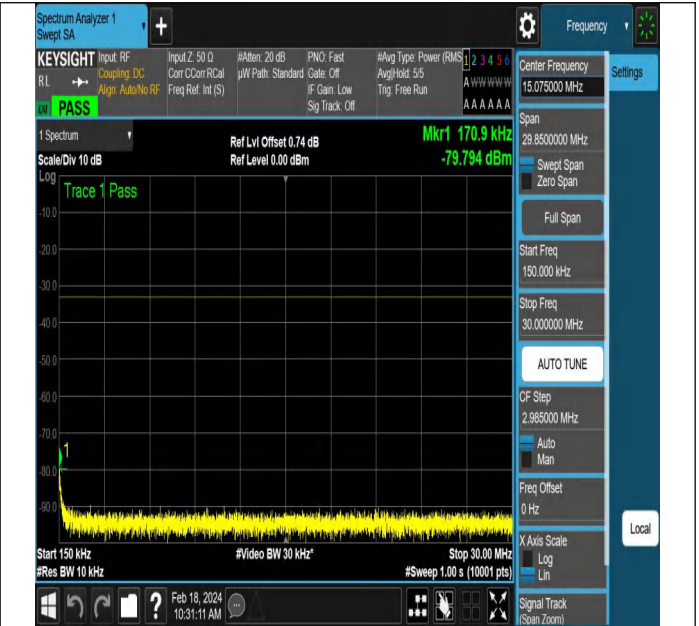 Spectrum Analyzer 1
Swept SA
+
Frequency
KEYSIGHT
RL
PASS
Input: RF
Coupling: DC
Align: Auto/No RF
Input Z: 50 Ω
Corr CCorr RCal
Freq Ref: Int (S)
#Atten: 20 dB
µW Path: Standard
PNO: Fast
Gate: Off
IF Gain: Low
Sig Track: Off
#Avg Type: Power (RMS
Avg|Hold: 5/5
Trig: Free Run
1 2 3 4 5 6
A W W W W W
A A A A A A
1 Spectrum
Scale/Div 10 dB
Ref Lvl Offset 0.74 dB
Ref Level 0.00 dBm
Mkr1 170.9 kHz
-79.794 dBm
Log
Trace 1 Pass
-10.0
-20.0
-30.0
-40.0
-50.0
-60.0
-70.0
1
-80.0
-90.0
Start 150 kHz
#Video BW 30 kHz*
Stop 30.00 MHz
#Res BW 10 kHz
#Sweep 1.00 s (10001 pts)
?
Feb 18, 2024
10:31:11 AM
Center Frequency
15.075000 MHz
Settings
Span
29.8500000 MHz
Swept Span
Zero Span
Full Span
Start Freq
150.000 kHz
Stop Freq
30.000000 MHz
AUTO TUNE
CF Step
2.985000 MHz
Auto
Man
Freq Offset
0 Hz
Local
X Axis Scale
Log
Lin
Signal Track
(Span Zoom)